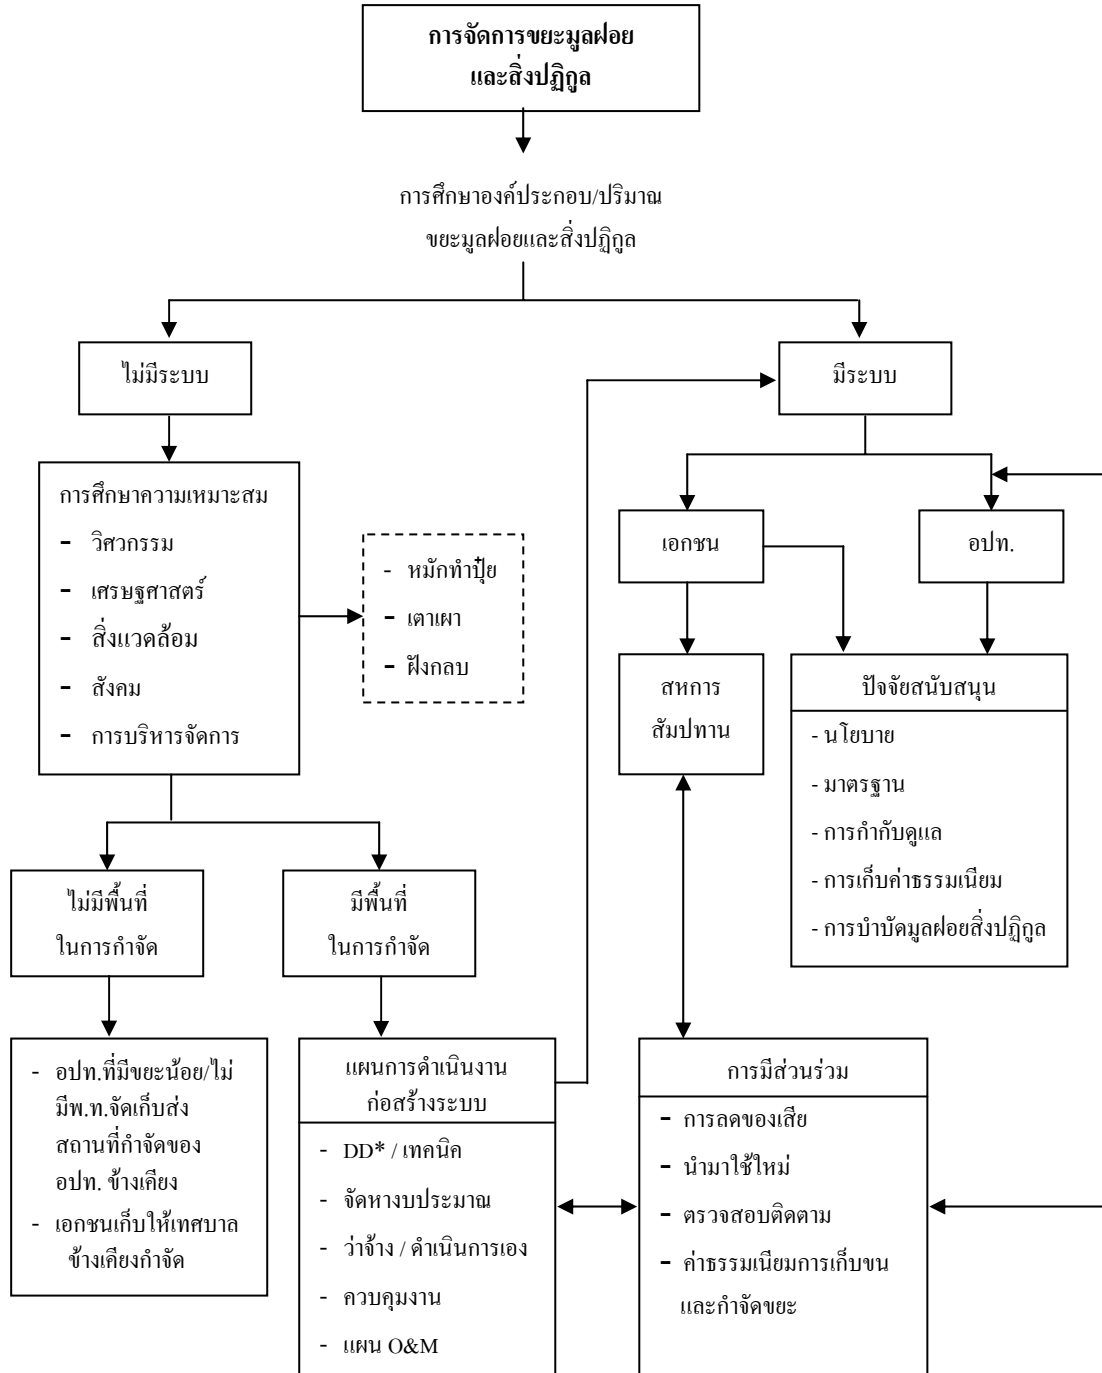 การจัดการขยะมูลฝอย
และสิ่งปฏิกูล
การศึกษาองค์ประกอบ/ปริมาณ
ขยะมูลฝอยและสิ่งปฏิกูล
ไม่มีระบบ
มีระบบ
การศึกษาความเหมาะสม
- วิศวกรรม
- เศรษฐศาสตร์
- สิ่งแวดล้อม
- สังคม
- การบริหารจัดการ
- หมักทำปุ๋ย
- เตาเผา
- ฝังกลบ
เอกชน
อปท.
สหการ
สัมปทาน
ปัจจัยสนับสนุน
- นโยบาย
- มาตรฐาน
- การกำกับดูแล
- การเก็บค่าธรรมเนียม
- การบำบัดมูลฝอยสิ่งปฏิกูล
ไม่มีพื้นที่
ในการกำจัด
มีพื้นที่
ในการกำจัด
- อปท.ที่มีขยะน้อย/ไม่
มีพ.ท.จัดเก็บส่ง
สถานที่กำจัดของ
อปท. ข้างเคียง
- เอกชนเก็บให้เทศบาล
ข้างเคียงกำจัด
แผนการดำเนินงาน
ก่อสร้างระบบ
- DD* / เทคนิค
- จัดหางบประมาณ
- ว่าจ้าง / ดำเนินการเอง
- ควบคุมงาน
- แผน O&M
การมีส่วนร่วม
- การลดของเสีย
- นำมาใช้ใหม่
- ตรวจสอบติดตาม
- ค่าธรรมเนียมการเก็บขน
และกำจัดขยะ